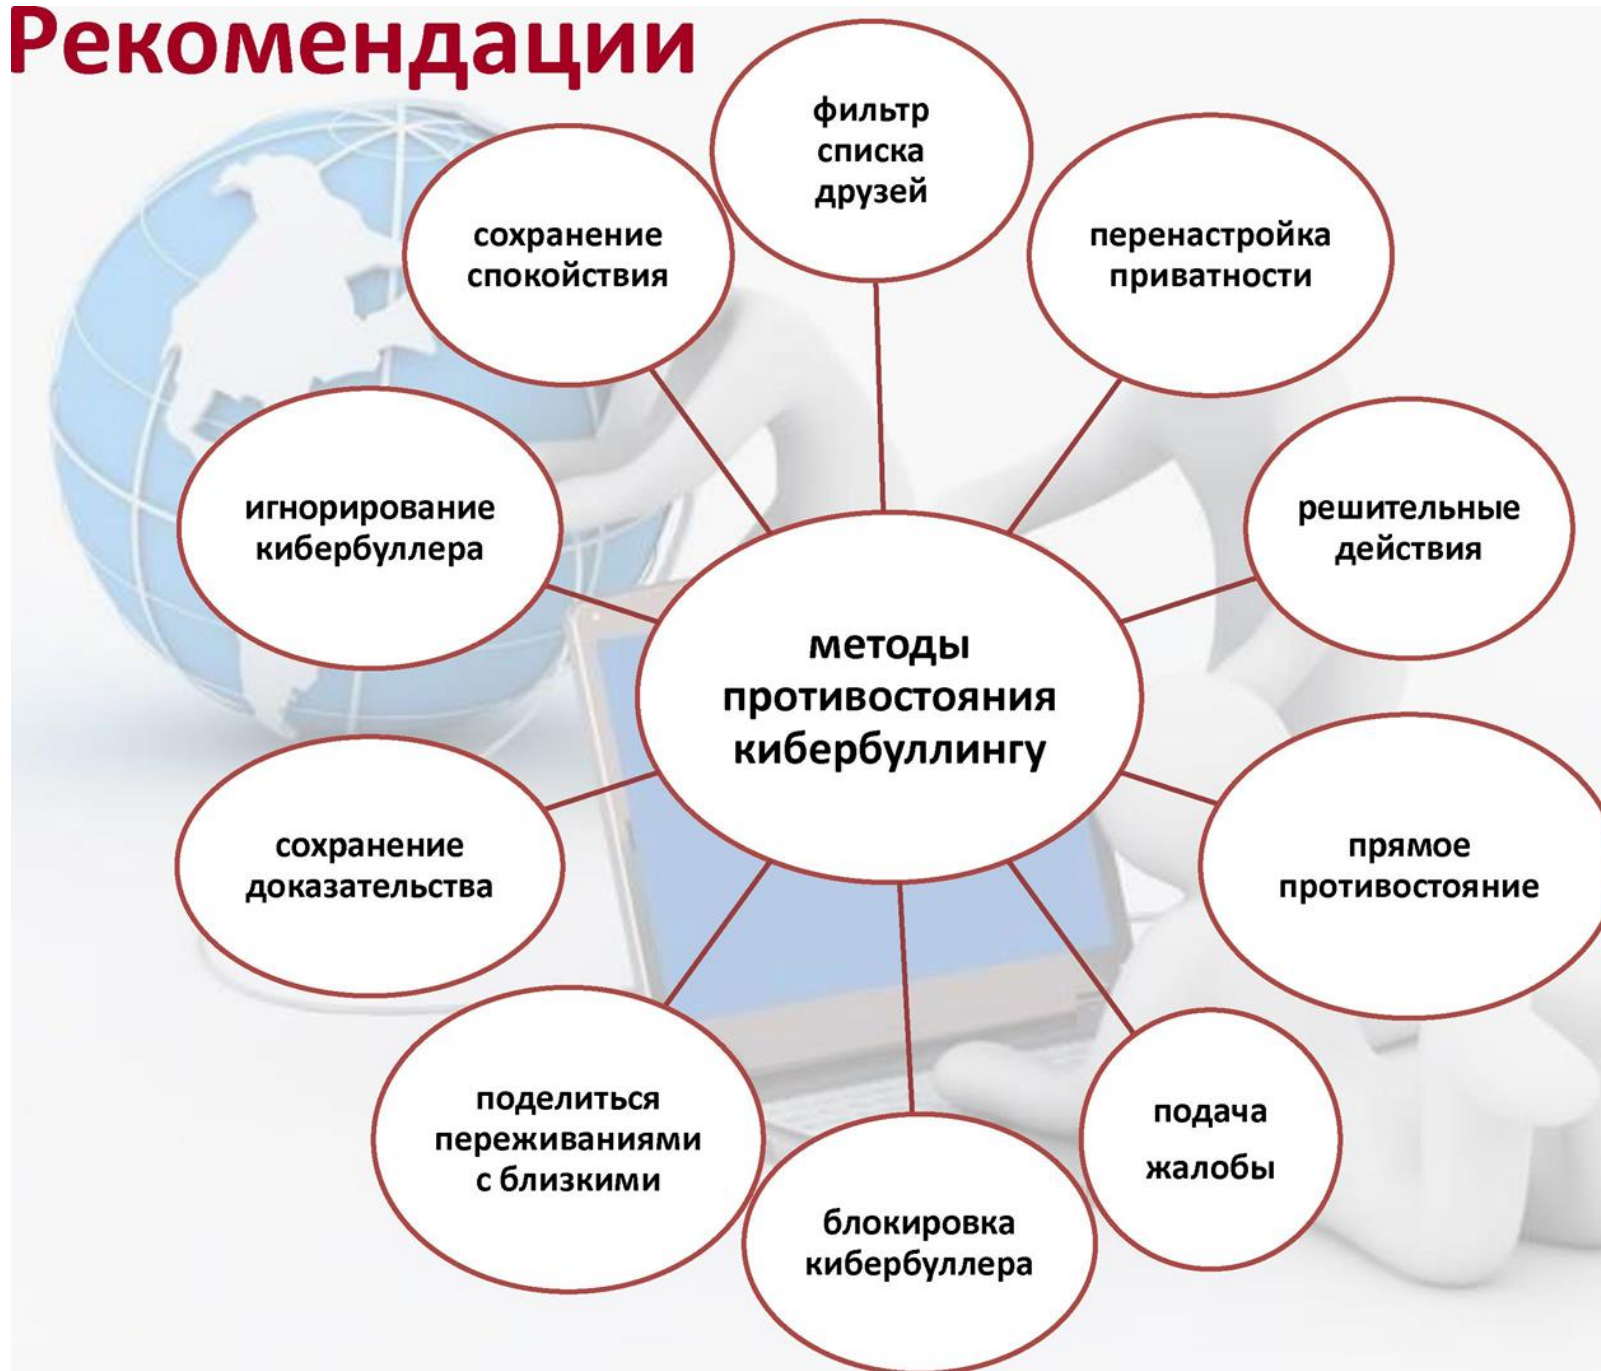 Рекомендации
фильтр
списка
друзей
перенастройка
приватности
решительные
действия
прямое
противостояние
подача
жалобы
блокировка
кибербуллера
поделиться
переживаниями
с близкими
сохранение
доказательства
игнорирование
кибербуллера
сохранение
спокойствия
методы
противостояния
кибербуллингу